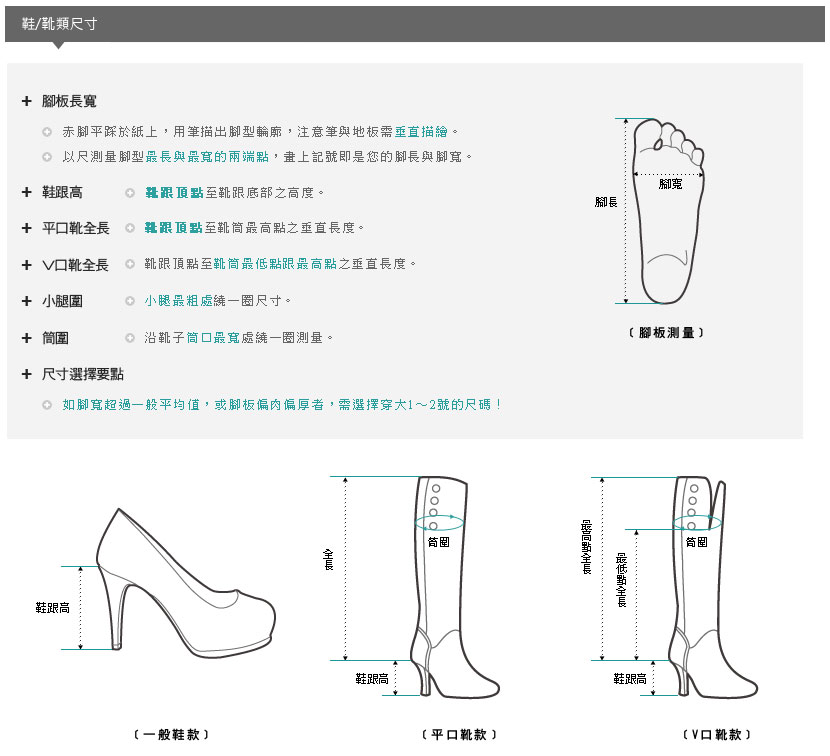 鞋/靴類尺寸
腳板長寬
赤腳平踩於紙上，用筆描出腳型輪廓，注意筆與地板需垂直描繪。
以尺測量腳型最長與最寬的兩端點，畫上記號即是您的腳長與腳寬。
鞋跟高 靴跟頂點至靴跟底部之高度。
平口靴全長 靴跟頂點至靴筒最高點之垂直長度。
V口靴全長 靴跟頂點至靴筒最低點跟最高點之垂直長度。
小腿圍 小腿最粗處繞一圈尺寸。
筒圍 沿靴子筒口最寬處繞一圈測量。
尺寸選擇要點
如腳寬超過一般平均值，或腳板偏肉偏厚者，需選擇穿大1～2號的尺碼！
腳寬
腳長
〔腳板測量〕
鞋跟高
〔一般鞋款〕
全長
筒圍
鞋跟高
〔平口靴款〕
最高點全長
最低點全長
筒圍
鞋跟高
〔V口靴款〕